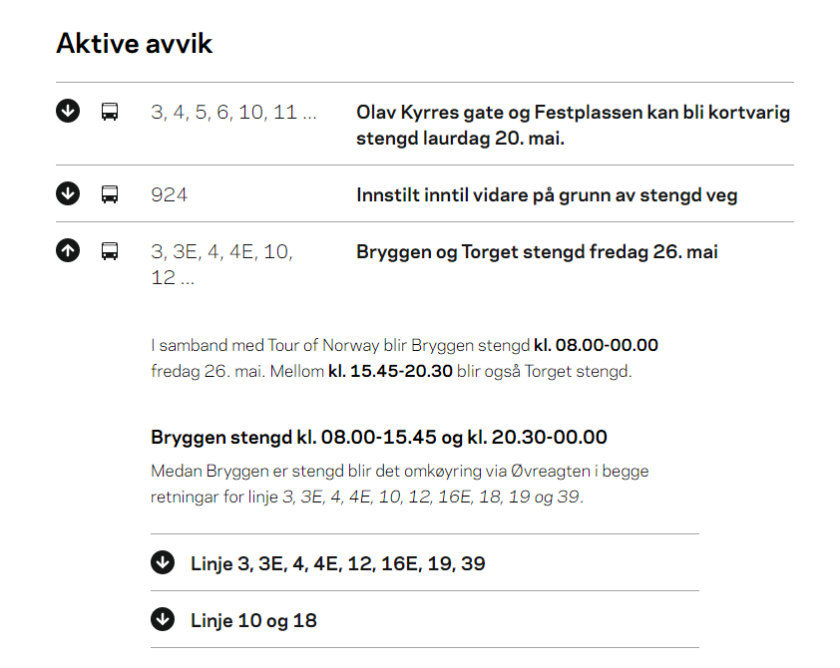 Aktive avvik
3, 4, 5, 6, 10, 11 ...
Olav Kyrres gate og Festplassen kan bli kortvarig
stengd laurdag 20. mai.
924
Innstilt inntil vidare på grunn av stengd veg
3, 3E, 4, 4E, 10,
12 ...
Bryggen og Torget stengd fredag 26. mai
I samband med Tour of Norway blir Bryggen stengd kl. 08.00-00.00
fredag 26. mai. Mellom kl. 15.45-20.30 blir også Torget stengd.
Bryggen stengd kl. 08.00-15.45 og kl. 20.30-00.00
Medan Bryggen er stengd blir det omkøyring via Øvreagten i begge
retningar for linje 3, 3E, 4, 4E, 10, 12, 16E, 18, 19 og 39.
Linje 3, 3E, 4, 4E, 12, 16E, 19, 39
Linje 10 og 18